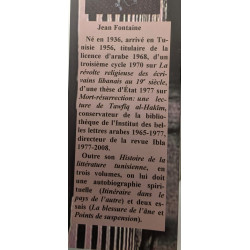 Jean Fontaine
Né en 1936, arrivé en Tu-
nisie 1956, titulaire de la
licence d'arabe 1968, d'un
troisième cycle 1970 sur La
révolte religieuse des écri-
vains libanais au 19e siècle,
d'une thèse d'État 1977 sur
Mort-résurrection: une lec-
ture de Tawfiq al-Hakîm,
conservateur de la biblio-
thèque de l'Institut des bel-
les lettres arabes 1965-1977,
directeur de la revue Ibla
1977-2008.
Outre son Histoire de la
littérature tunisienne, en
trois volumes, on lui doit
une autobiographie spiri-
tuelle (Itinéraire dans le
pays de l'autre) et deux es-
sais (La blessure de l'âne et
Points de suspension).